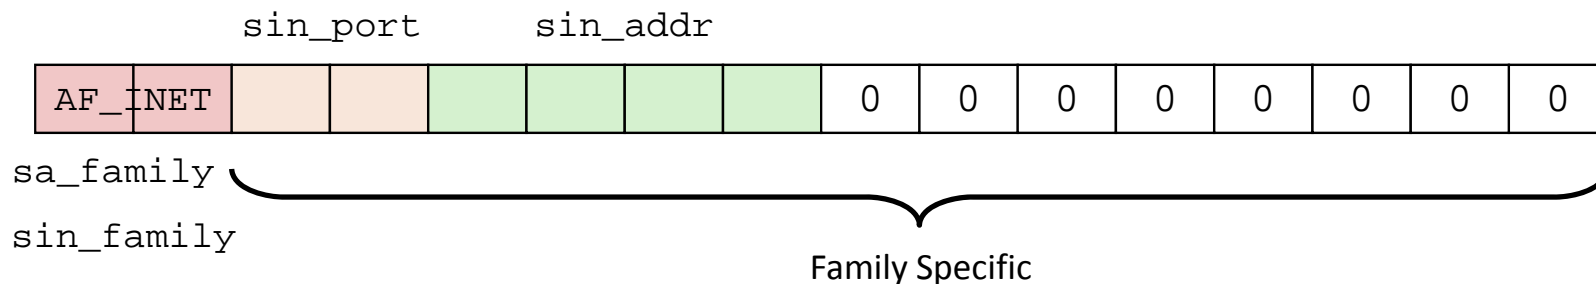 sin_port sin_addr
AF_INET 0 0 0 0 0 0 0 0
sa_family
sin_family
Family Specific